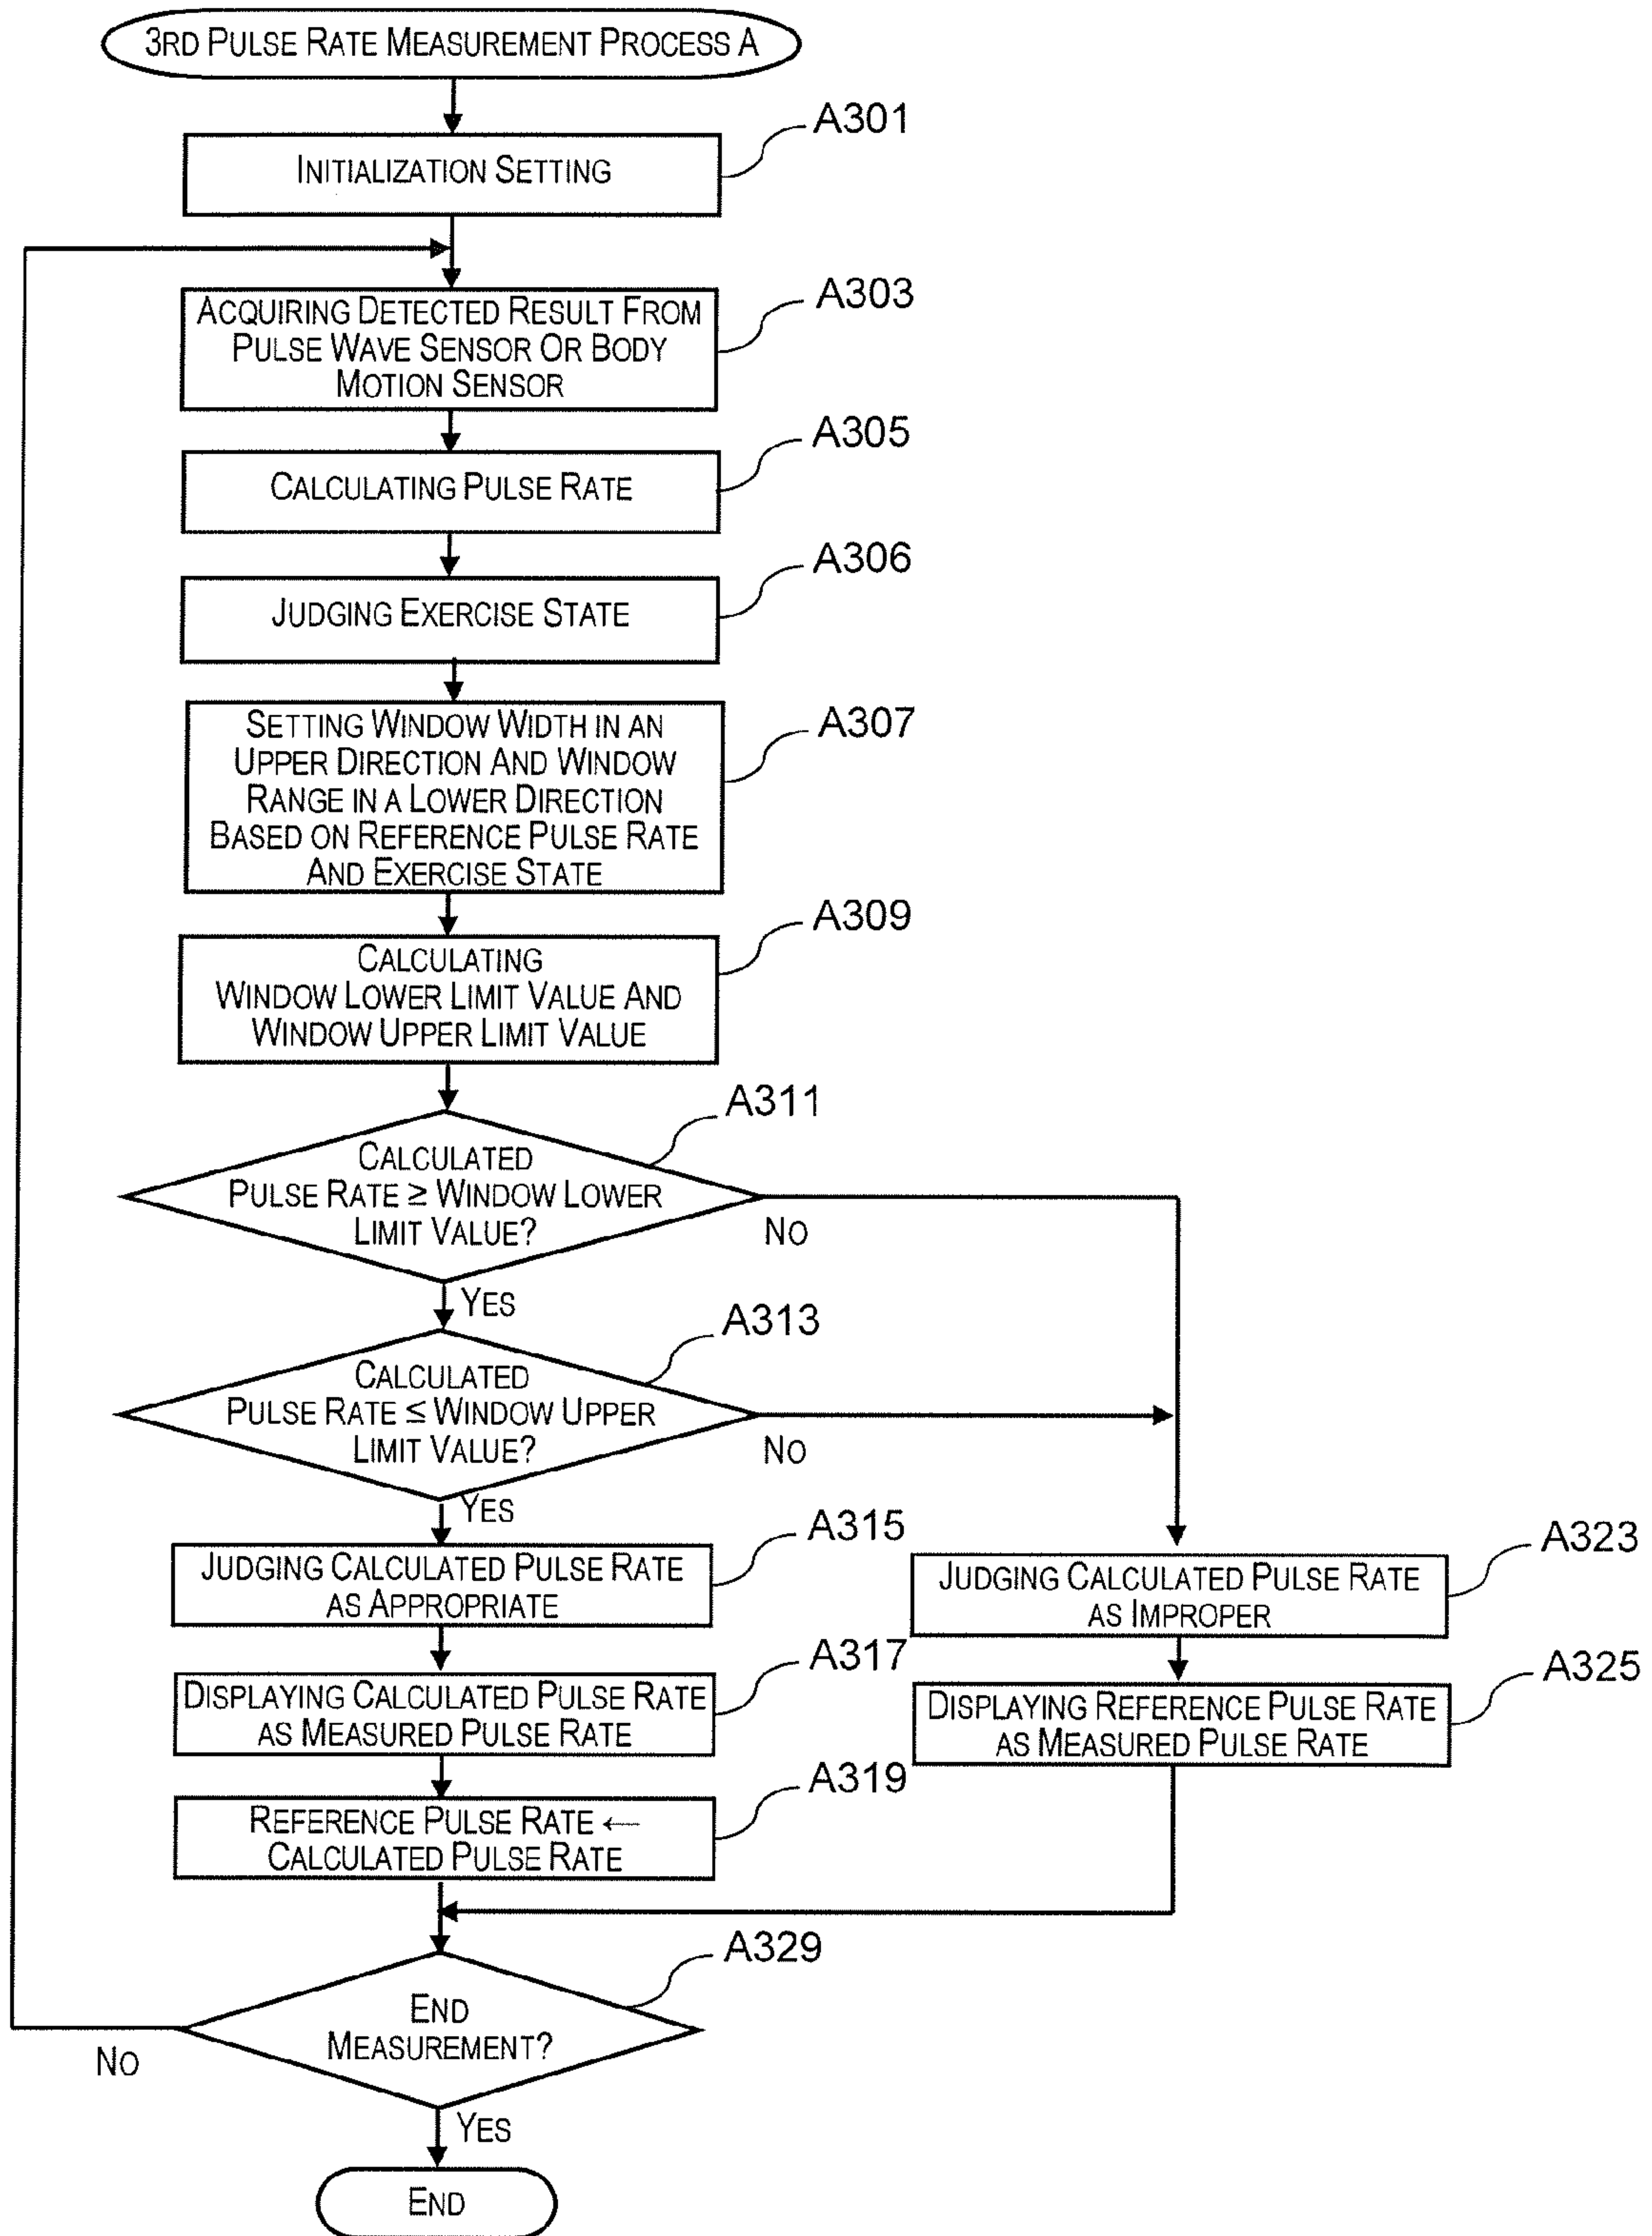 3RD PULSE RATE MEASUREMENT PROCESS A
A301
INITIALIZATION SETTING
A303
ACQUIRING DETECTED RESULT FROM
PULSE WAVE SENSOR OR BODY
MOTION SENSOR
A305
CALCULATING PULSE RATE
A306
JUDGING EXERCISE STATE
A307
SETTING WINDOW WIDTH IN AN
UPPER DIRECTION AND WINDOW
RANGE IN A LOWER DIRECTION
BASED ON REFERENCE PULSE RATE
AND EXERCISE STATE
A309
CALCULATING
WINDOW LOWER LIMIT VALUE AND
WINDOW UPPER LIMIT VALUE
A311
CALCULATED
PULSE RATE ≥ WINDOW LOWER
LIMIT VALUE?
NO
YES
A313
CALCULATED
PULSE RATE ≤ WINDOW UPPER
LIMIT VALUE?
NO
YES
A315
JUDGING CALCULATED PULSE RATE
AS APPROPRIATE
A323
JUDGING CALCULATED PULSE RATE
AS IMPROPER
A317
DISPLAYING CALCULATED PULSE RATE
AS MEASURED PULSE RATE
A325
DISPLAYING REFERENCE PULSE RATE
AS MEASURED PULSE RATE
A319
REFERENCE PULSE RATE ←
CALCULATED PULSE RATE
A329
END
MEASUREMENT?
NO
YES
END